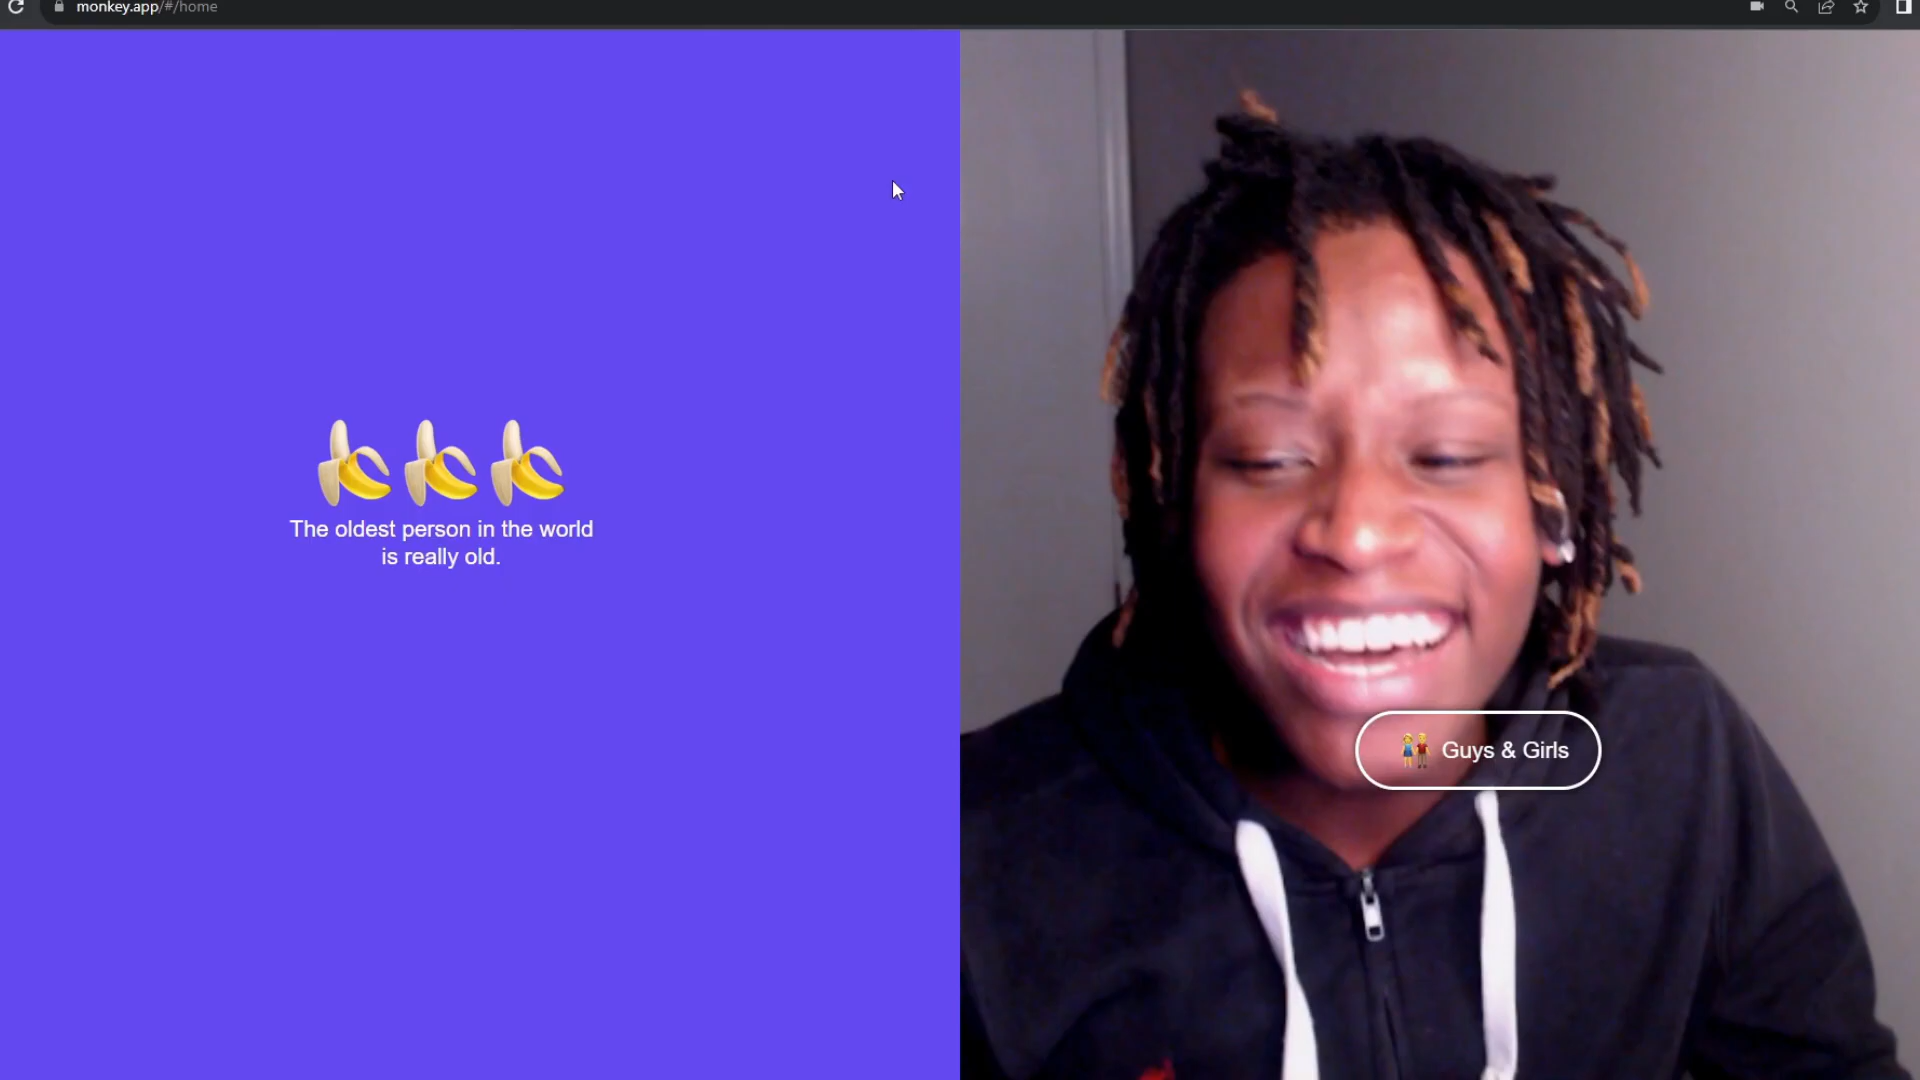 monkey.app/#/home
The oldest person in the world
is really old.
Guys & Girls